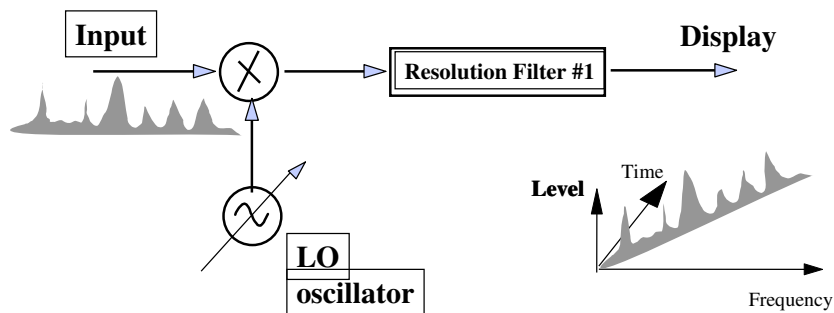 Input
Display
Resolution Filter #1
Time
Level
LO
oscillator
Frequency